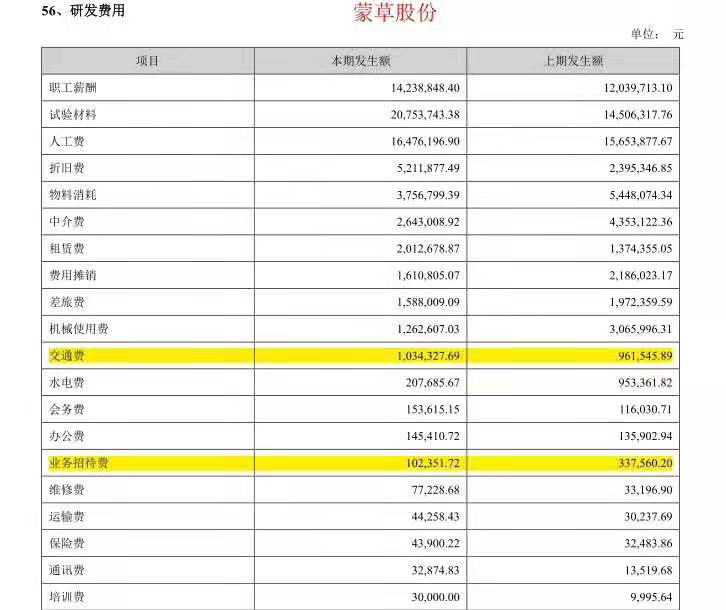 56、研发费用
蒙草股份
单位： 元
项目 本期发生额 上期发生额
职工薪酬 14,238,848.40 12,039,713.10
试验材料 20,753,743.38 14,506,317.76
人工费 16,476,196.90 15,653,877.67
折旧费 5,211,877.49 2,395,346.85
物料消耗 3,756,799.39 5,448,074.34
中介费 2,643,008.92 4,353,122.36
租赁费 2,012,678.87 1,374,355.05
费用摊销 1,610,805.07 2,186,023.17
差旅费 1,588,009.09 1,972,359.59
机械使用费 1,262,607.03 3,065,996.31
交通费 1,034,327.69 961,545.89
水电费 207,685.67 953,361.82
会务费 153,615.15 116,030.71
办公费 145,410.72 135,902.94
业务招待费 102,351.72 337,560.20
维修费 77,228.68 33,196.90
运输费 44,258.43 30,237.69
保险费 43,900.22 32,483.86
通讯费 32,874.83 13,519.68
培训费 30,000.00 9,995.64